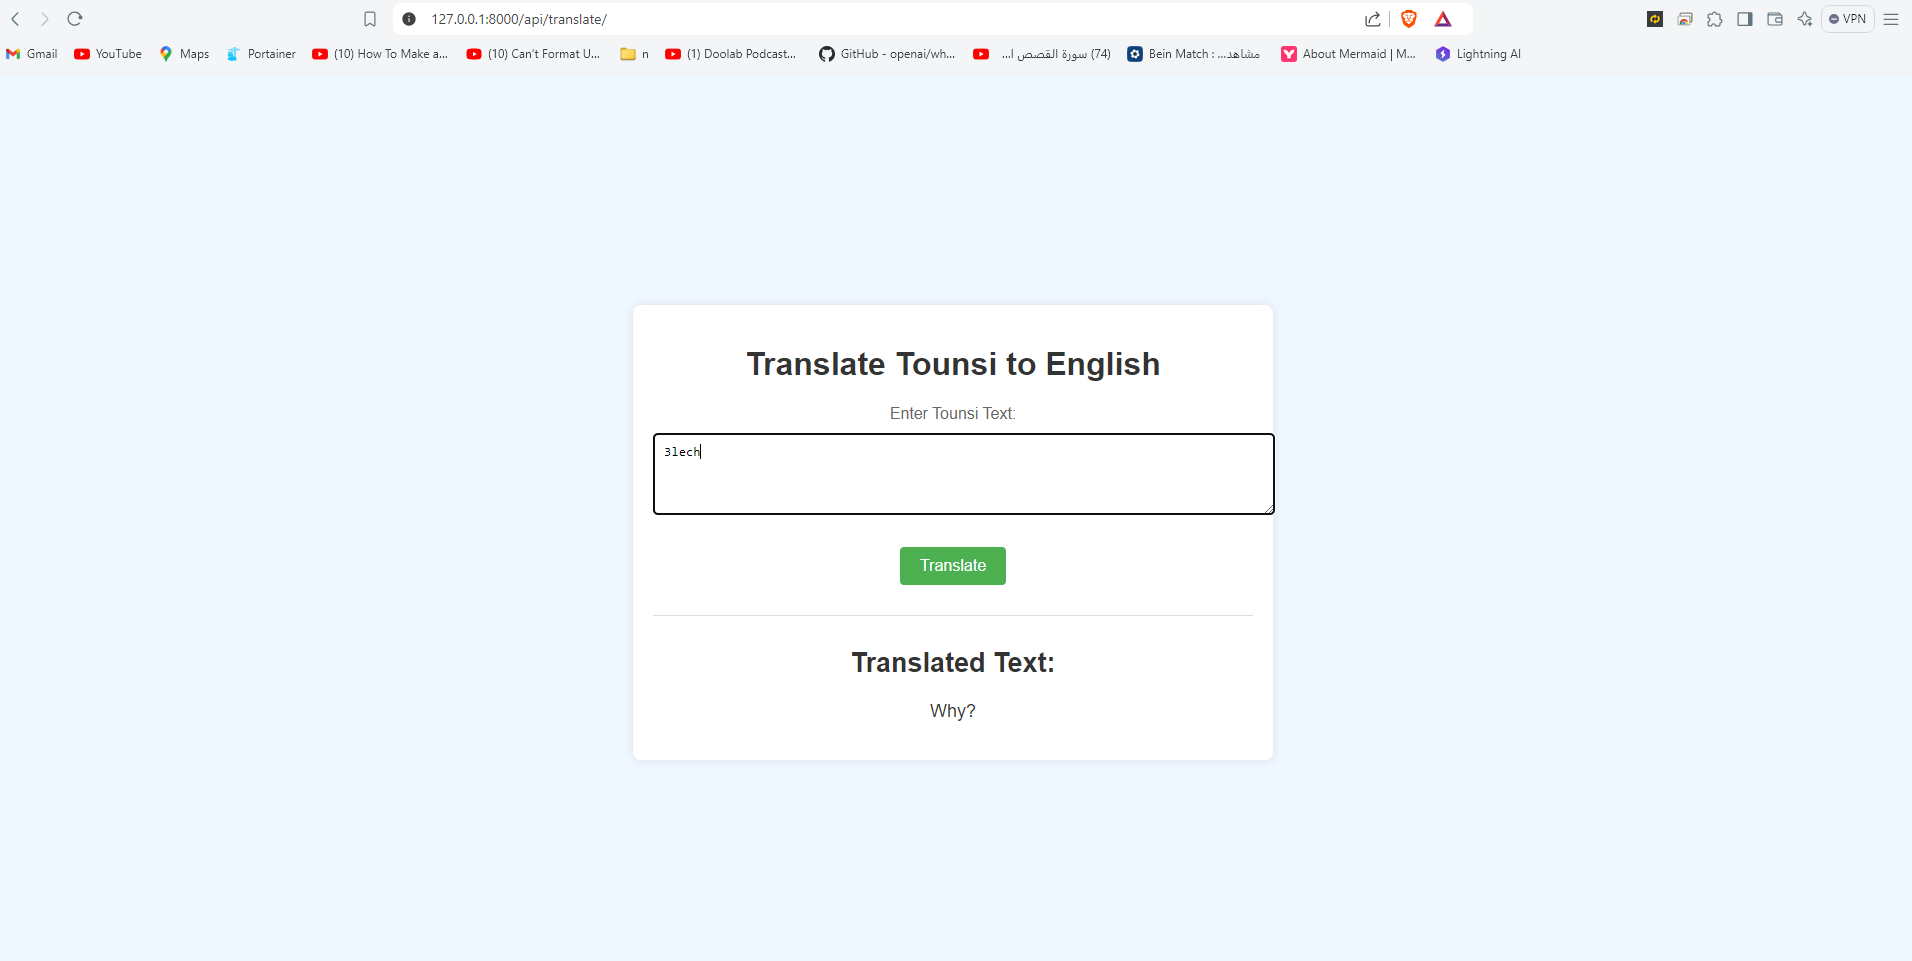 127.0.0.1:8000/api/translate/
VPN
Gmail
YouTube
Maps
Portainer
(10) How To Make a...
(10) Can't Format U...
n
(1) Doolab Podcast...
GitHub - openai/wh...
(74) سورة القصص ا...
Bein Match : مشاهد...
About Mermaid | M...
Lightning AI
Translate Tounsi to English
Enter Tounsi Text:
3lech
Translate
Translated Text:
Why?